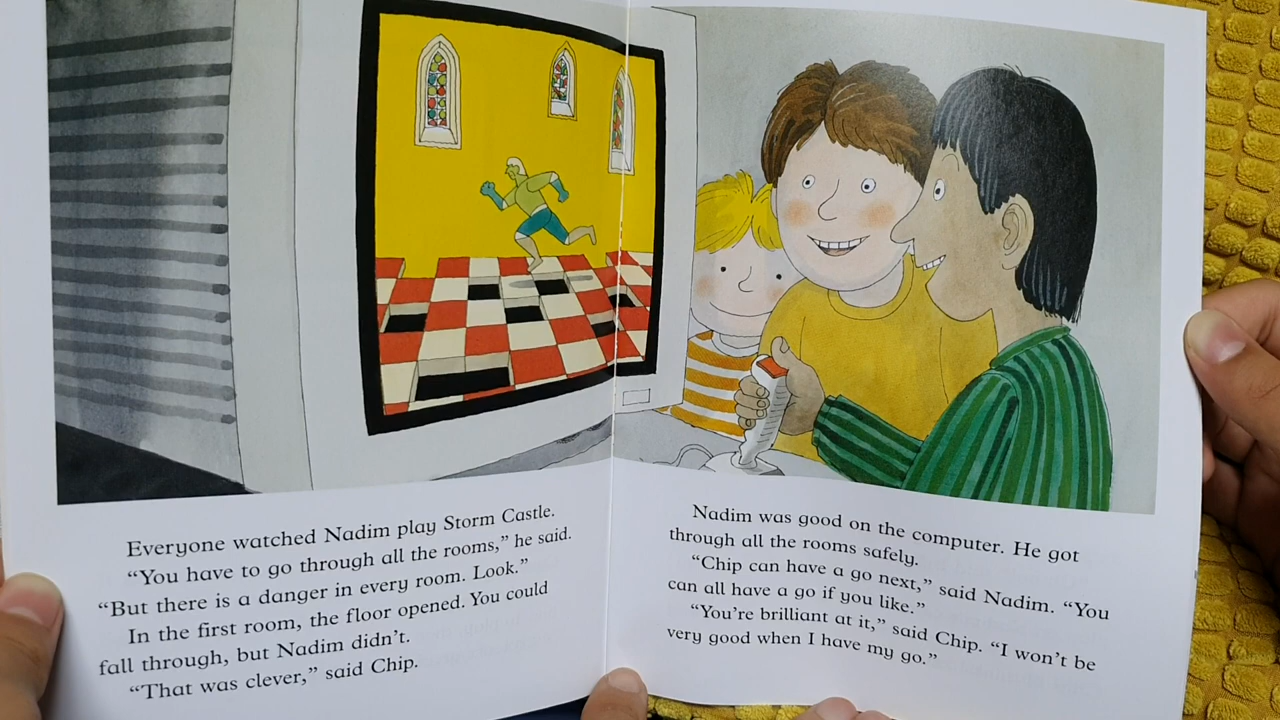 Everyone watched Nadim play Storm Castle.
“You have to go through all the rooms,” he said.
“But there is a danger in every room. Look.”
In the first room, the floor opened. You could
fall through, but Nadim didn’t.
“That was clever,” said Chip.
Nadim was good on the computer. He got
through all the rooms safely.
“Chip can have a go next,” said Nadim. “You
can all have a go if you like.”
“You’re brilliant at it,” said Chip. “I won’t be
very good when I have my go.”